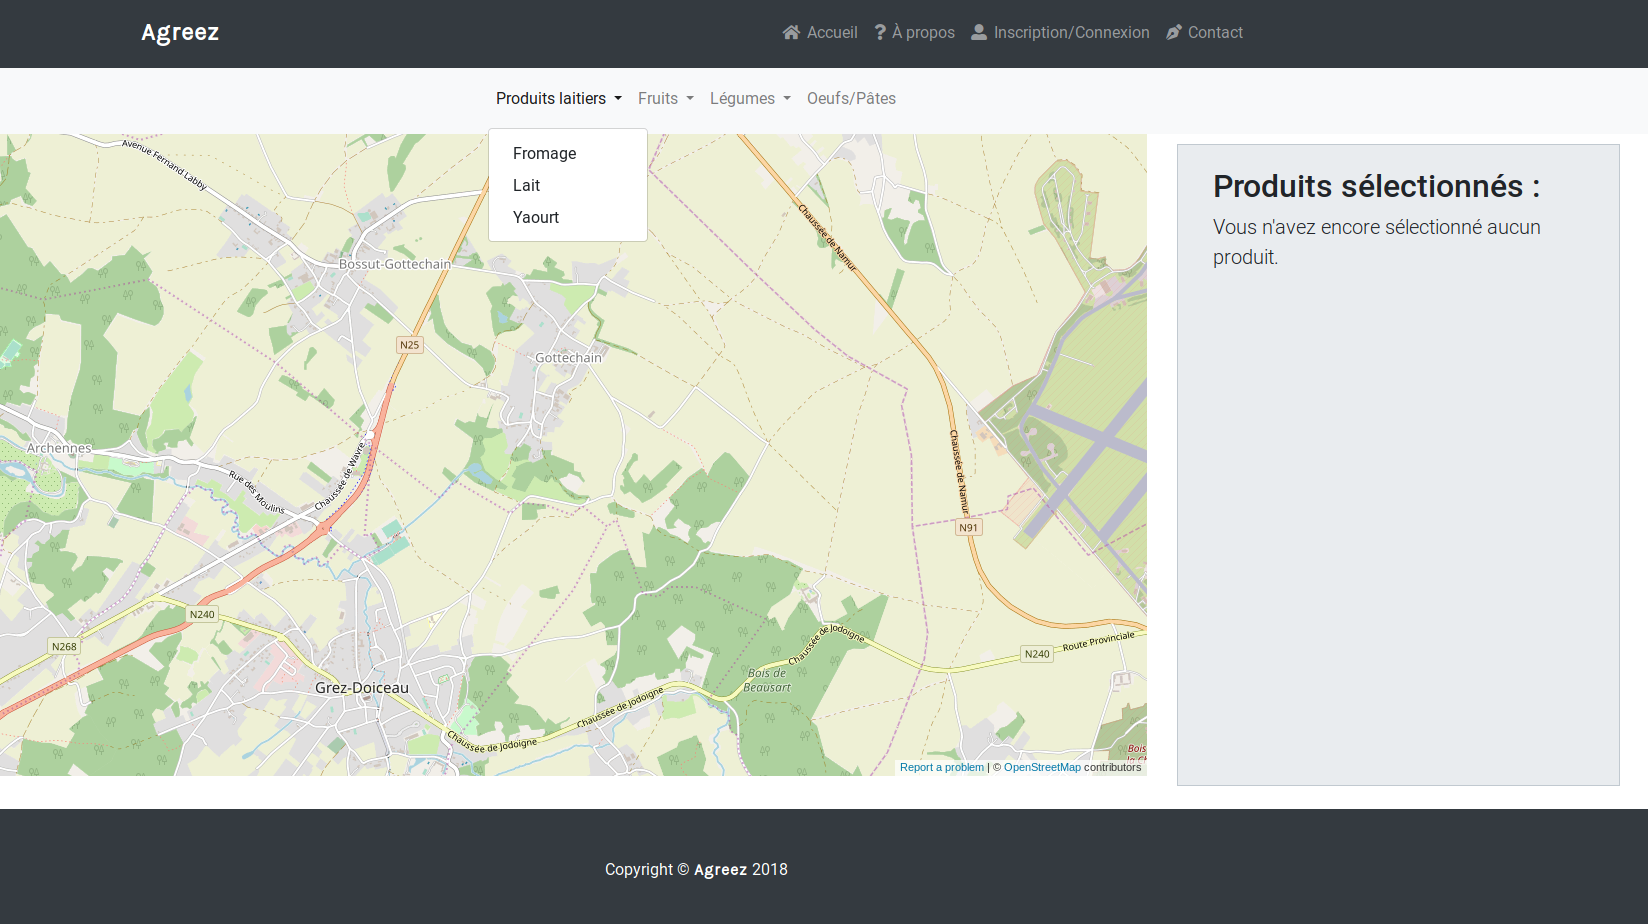 Agreez
Accueil
À propos
Inscription/Connexion
Contact
Produits laitiers
Fruits
Légumes
Oeufs/Pâtes
Fromage
Lait
Yaourt
Avenue Fernand Labby
Bossut-Gottechain
Chaussée de Namur
N25
Gottechain
Archennes
Rue des Moulins
Chaussée de Wavre
Chaussée de Namur
N91
N240
N268
Grez-Doiceau
Chaussée de Jodoigne
Chaussée de Jodoigne
Chaussée de Jodoigne
Bois de
Beausart
N240
Route Provinciale
Bois
Report a problem | © OpenStreetMap contributors
Produits sélectionnés :
Vous n'avez encore sélectionné aucun
produit.
Copyright © Agreez 2018